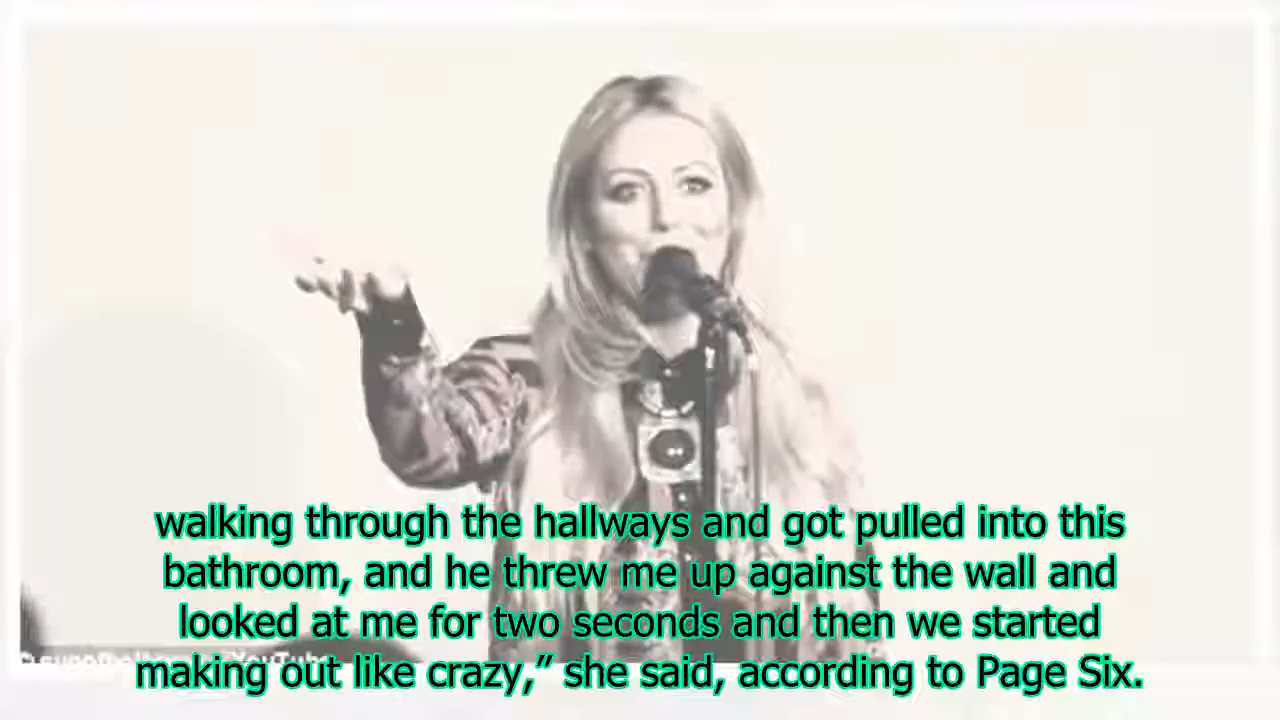 walking through the hallways and got pulled into this
bathroom, and he threw me up against the wall and
looked at me for two seconds and then we started
making out like crazy,” she said, according to Page Six.
YouTube